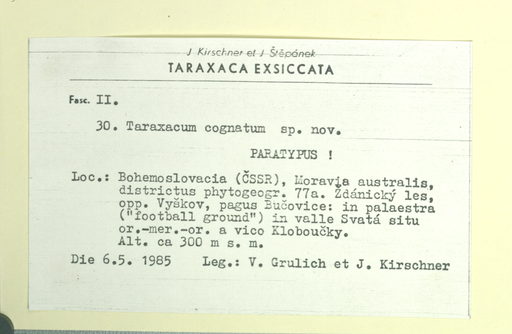 J Kirschner et J Štěpánek
TARAXACA EXSICCATA
Fasc. II.
30. Taraxacum cognatum sp. nov.
PARATYPUS !
Loc.: Bohemoslovacia (ČSSR), Moravia australis,
districtus phytogeogr. 77a. Ždánický les,
opp. Vyškov, pagus Bučovice: in palaestra
("football ground") in valle Svatá situ
or.-mer.-or. a vico Kloboučky.
Alt. ca 300 m s. m.
Die 6.5. 1985 Leg.: V. Grulich et J. Kirschner